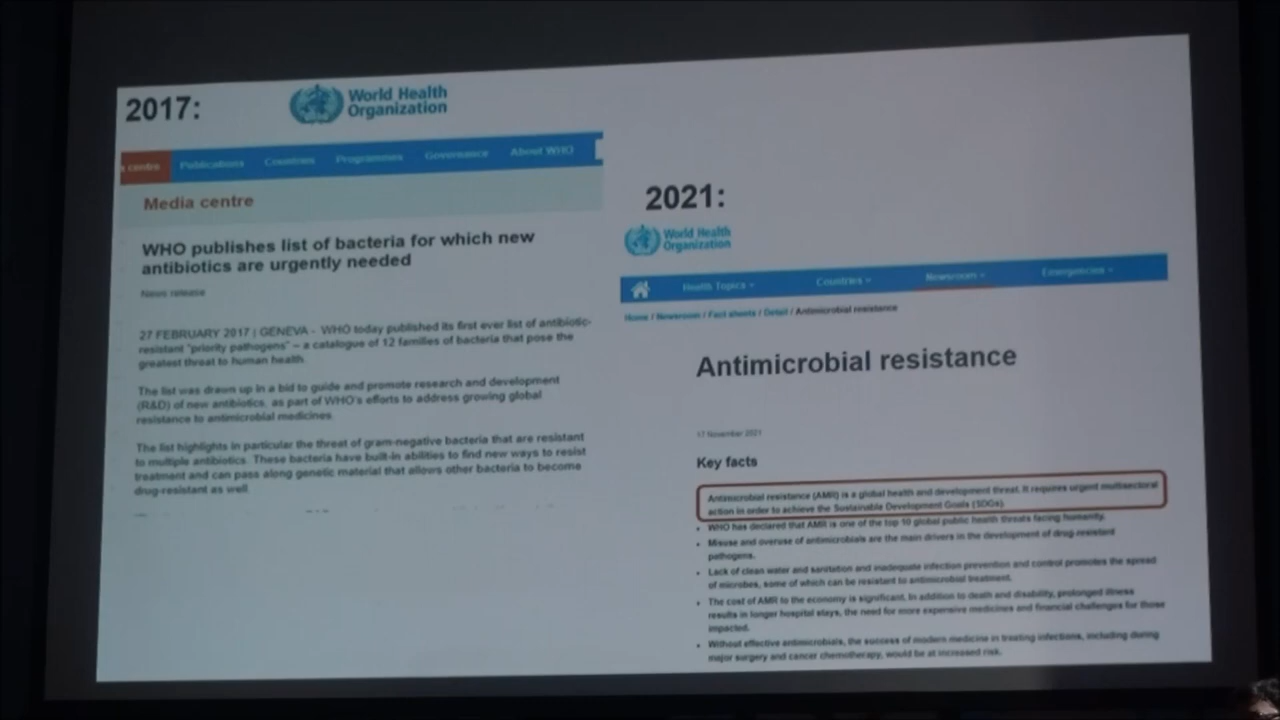 2017:
World Health
Organization
centre Publications Countries Programmes Governance About WHO
Media centre
WHO publishes list of bacteria for which new
antibiotics are urgently needed
News release
27 FEBRUARY 2017 | GENEVA - WHO today published its first ever list of antibiotic-
resistant "priority pathogens" – a catalogue of 12 families of bacteria that pose the
greatest threat to human health.
The list was drawn up in a bid to guide and promote research and development
(R&D) of new antibiotics, as part of WHO's efforts to address growing global
resistance to antimicrobial medicines.
The list highlights in particular the threat of gram-negative bacteria that are resistant
to multiple antibiotics. These bacteria have built-in abilities to find new ways to resist
treatment and can pass along genetic material that allows other bacteria to become
drug-resistant as well.
2021:
World Health
Organization
Health Topics Countries Newsroom Emergencies
Home / Newsroom / Fact sheets / Detail / Antimicrobial resistance
Antimicrobial resistance
17 November 2021
Key facts
Antimicrobial resistance (AMR) is a global health and development threat. It requires urgent multisectoral
action in order to achieve the Sustainable Development Goals (SDGs).
• WHO has declared that AMR is one of the top 10 global public health threats facing humanity.
• Misuse and overuse of antimicrobials are the main drivers in the development of drug-resistant
pathogens.
• Lack of clean water and sanitation and inadequate infection prevention and control promotes the spread
of microbes, some of which can be resistant to antimicrobial treatment.
• The cost of AMR to the economy is significant. In addition to death and disability, prolonged illness
results in longer hospital stays, the need for more expensive medicines and financial challenges for those
impacted.
• Without effective antimicrobials, the success of modern medicine in treating infections, including during
major surgery and cancer chemotherapy, would be at increased risk.